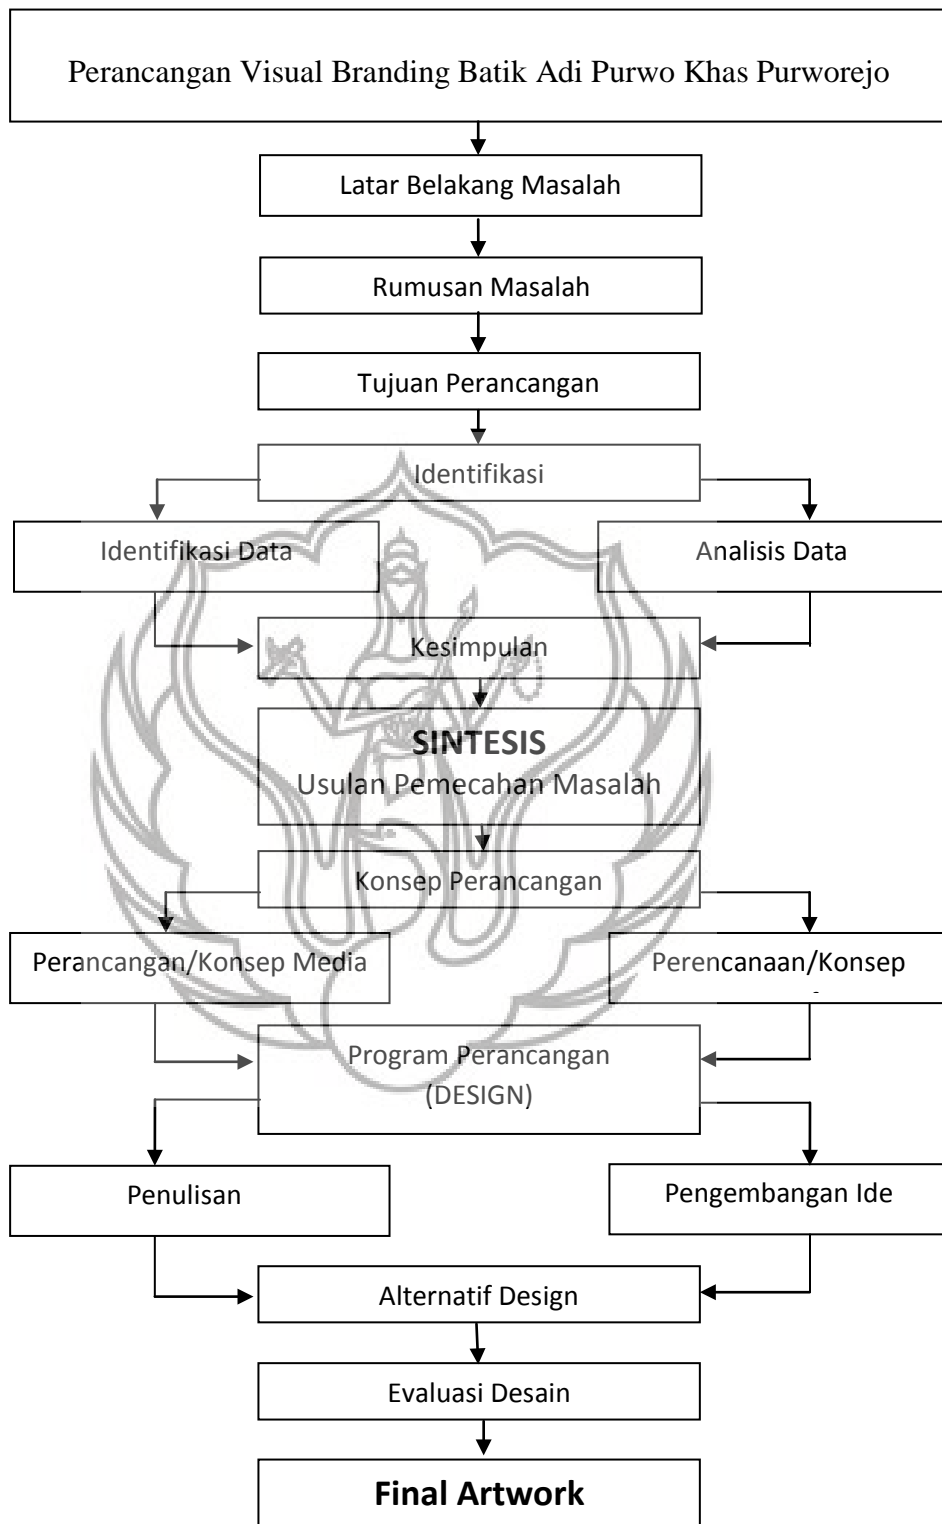 Perancangan Visual Branding Batik Adi Purwo Khas Purworejo
Latar Belakang Masalah
Rumusan Masalah
Tujuan Perancangan
Identifikasi
Identifikasi Data
Analisis Data
Kesimpulan
SINTESIS
Usulan Pemecahan Masalah
Konsep Perancangan
Perancangan/Konsep Media
Perencanaan/Konsep
Program Perancangan
(DESIGN)
Penulisan
Pengembangan Ide
Alternatif Design
Evaluasi Desain
Final Artwork